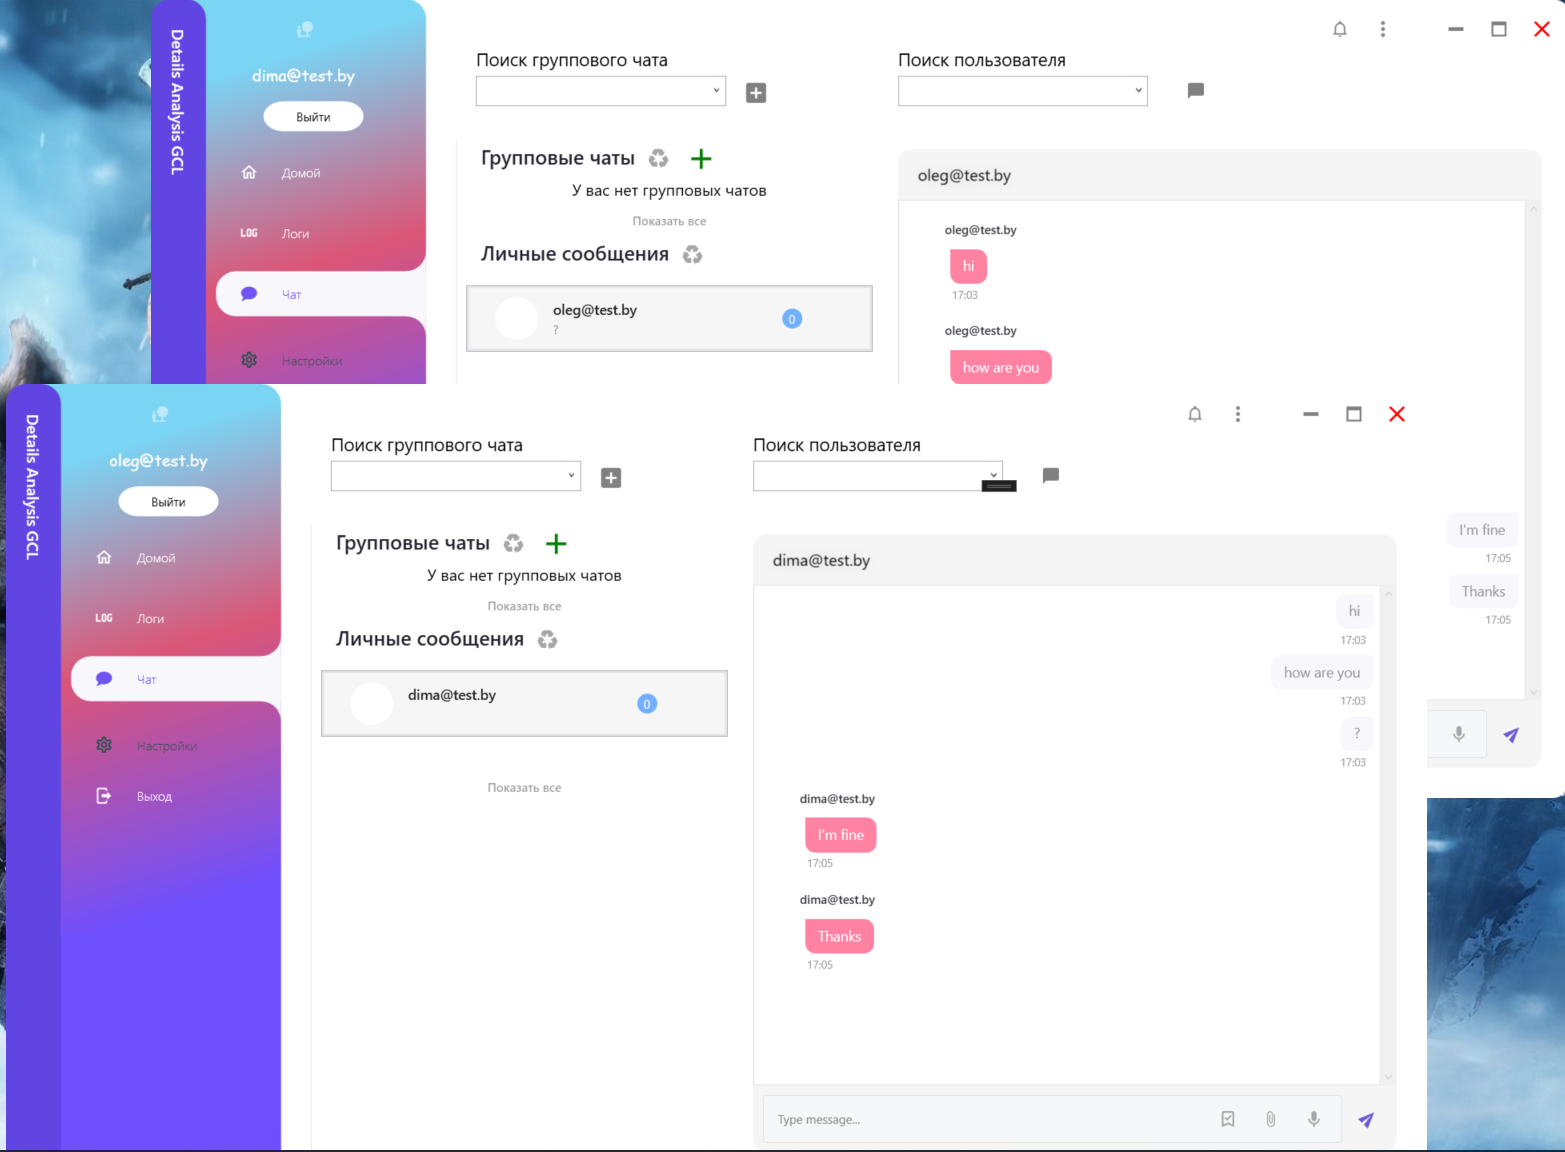 Details Analysis GCL
dima@test.by
Выйти
Домой
LOG Логи
Чат
Настройки
Поиск группового чата
Поиск пользователя
Групповые чаты
У вас нет групповых чатов
Показать все
Личные сообщения
oleg@test.by
?
0
oleg@test.by
oleg@test.by
hi
17:03
oleg@test.by
how are you
I'm fine
17:05
Thanks
17:05
Details Analysis GCL
oleg@test.by
Выйти
Домой
LOG Логи
Чат
Настройки
Выход
Поиск группового чата
Поиск пользователя
Групповые чаты
У вас нет групповых чатов
Показать все
Личные сообщения
dima@test.by
0
Показать все
dima@test.by
hi
17:03
how are you
17:03
?
17:03
dima@test.by
I'm fine
17:05
dima@test.by
Thanks
17:05
Type message...